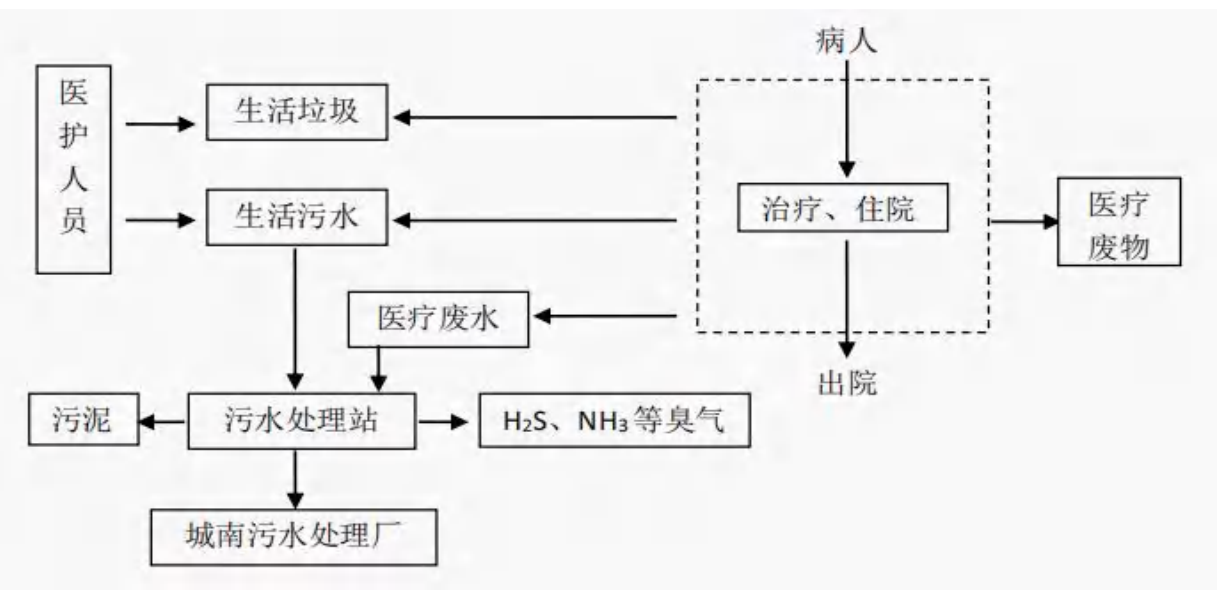 病人
医
护
人
员
生活垃圾
生活污水
治疗、住院
医疗
废物
医疗废水
出院
污泥
污水处理站
H₂S、NH₃等臭气
城南污水处理厂